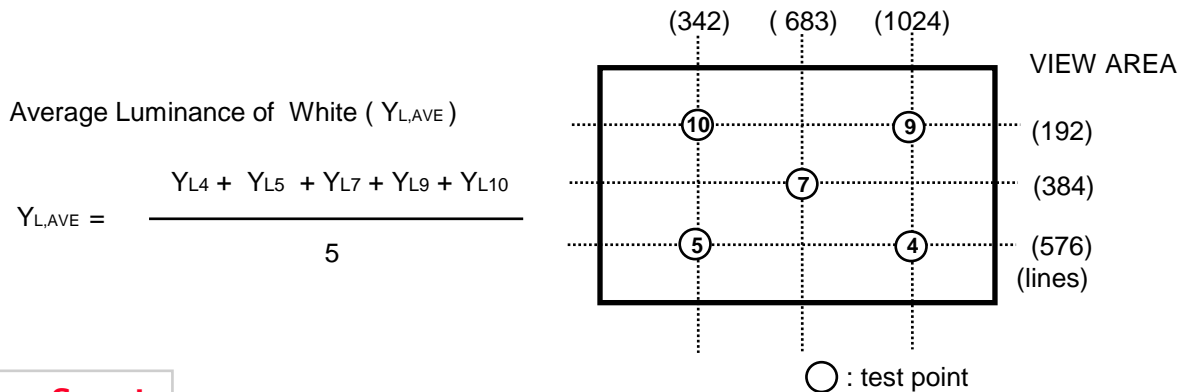 (342) ( 683) (1024)
VIEW AREA
Average Luminance of White ( YL,AVE )
10 9 (192)
YL4 + YL5 + YL7 + YL9 + YL10
7 (384)
YL,AVE =
5
5 4 (576)
(lines)
: test point